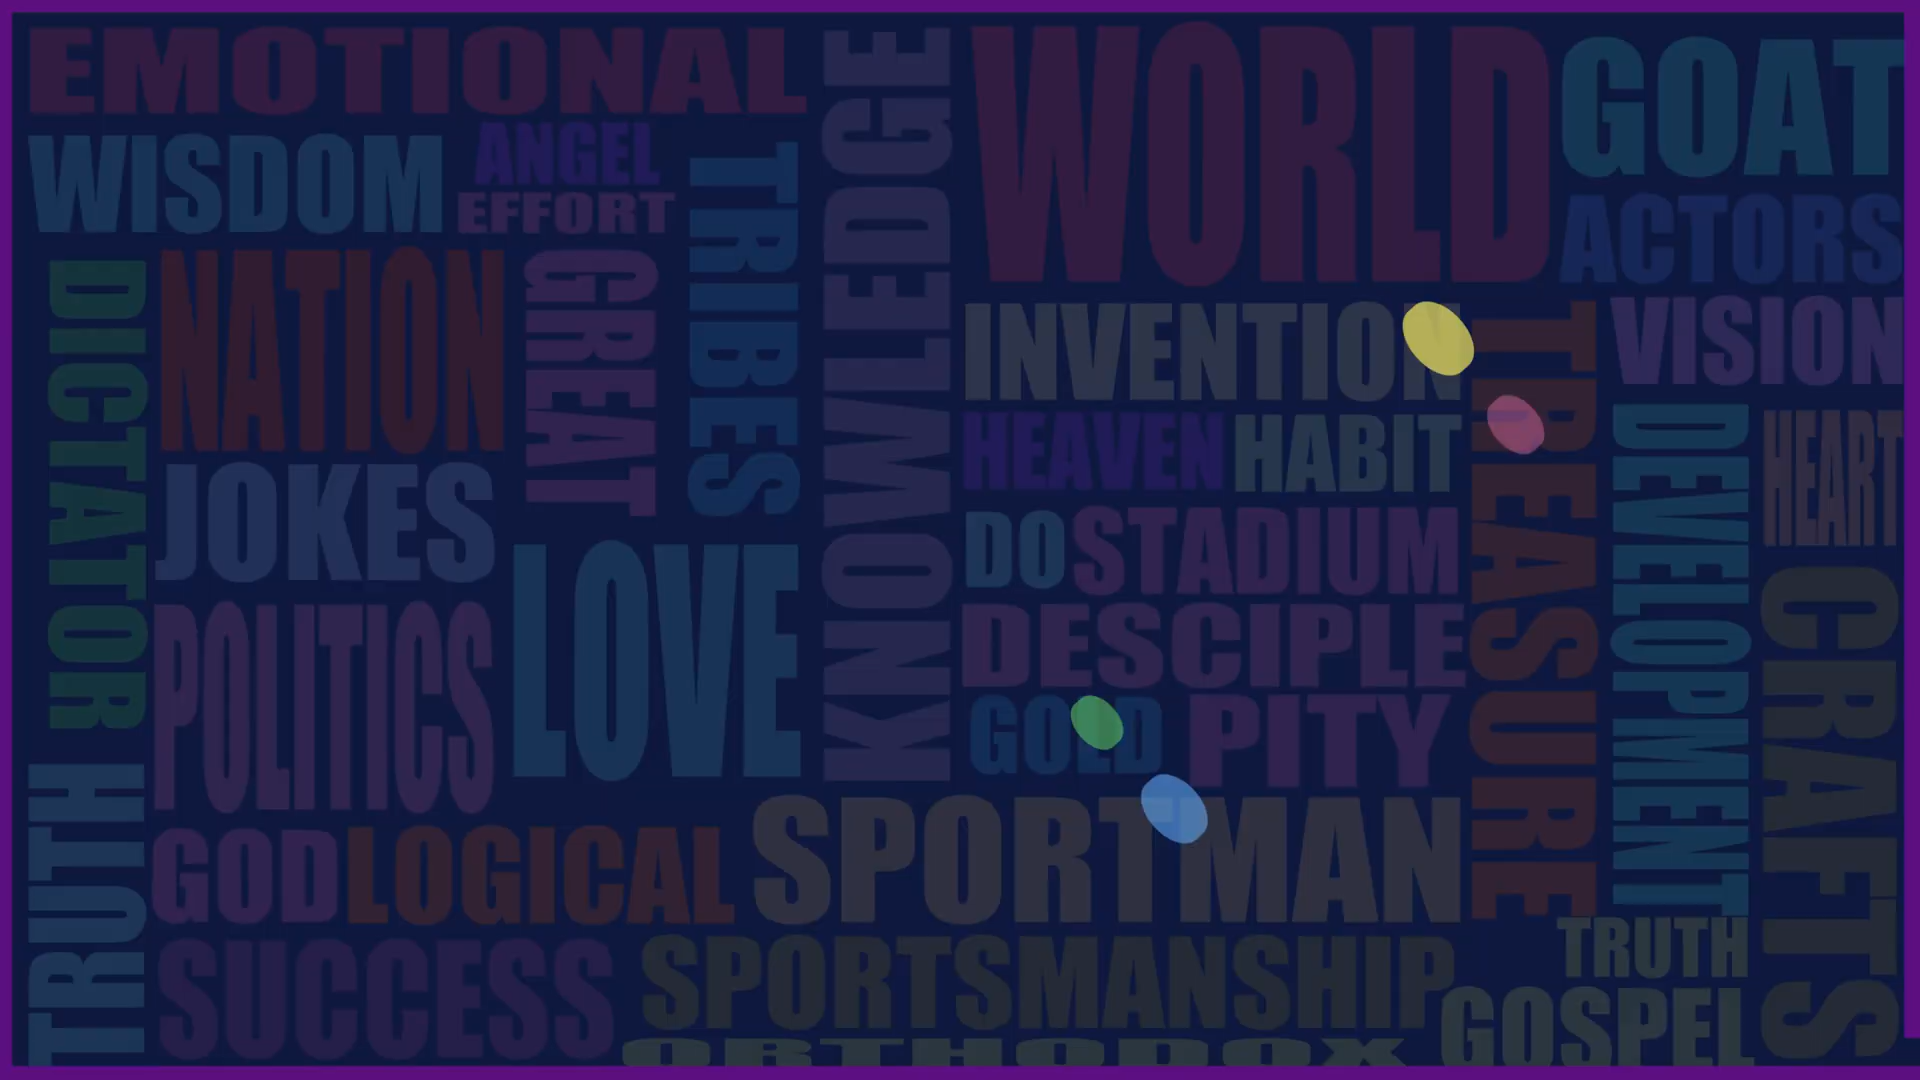 EMOTIONAL
WISDOM
ANGEL
EFFORT
TRIBES
KNOWLEDGE
WORLD
GOAT
ACTORS
DICTATOR
NATION
GREAT
INVENTION
TREASURE
VISION
HEAVEN
HABIT
DEVELOPMENT
HEART
JOKES
DO
STADIUM
LOVE
CRAFTS
POLITICS
DESCIPLE
GOLD
PITY
TRUTH
GOD
LOGICAL
SPORTMAN
SUCCESS
SPORTSMANSHIP
TRUTH
GOSPEL
ORTHODOX